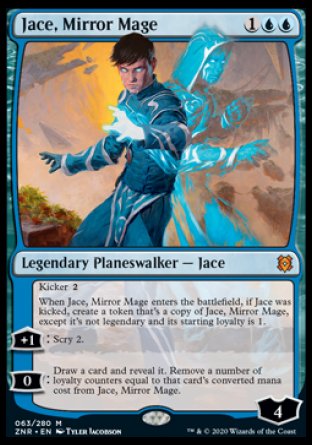 Jace, Mirror Mage 1
Legendary Planeswalker — Jace
Kicker 2
When Jace, Mirror Mage enters the battlefield, if Jace was
kicked, create a token that's a copy of Jace, Mirror Mage,
except it's not legendary and its starting loyalty is 1.
+1: Scry 2.
Draw a card and reveal it. Remove a number of
0: loyalty counters equal to that card's converted mana
cost from Jace, Mirror Mage.
4
063/280 M
ZNR • EN Tyler Jacobson ™ & © 2020 Wizards of the Coast